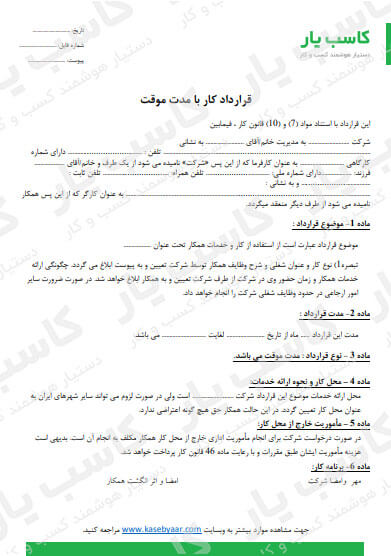 کاسب یار
دستیار هوشمند کسب و کار
تاریخ: ....................
شماره فایل: ....................
پیوست: ....................
قرارداد کار با مدت موقت
این قرارداد با استناد مواد (7) و (10) قانون کار ، فیمابین
شرکت .................... به مدیریت خانم/آقای .................... به نشانی
.................... تلفن : .................... دارای شماره
کارگاهی .................... به عنوان کارفرما که از این پس «شرکت» نامیده می شود از یک طرف و خانم/آقای ....................
فرزند: .................... دارای شماره ملی: .................... تلفن همراه .................... تلفن ثابت :
.................... و به نشانی :
.................... به عنوان کارگر که از این پس همکار
نامیده می شود از طرف دیگر منعقد میگردد.
ماده 1- موضوع قرارداد :
موضوع قرارداد عبارت است از استفاده از کار و خدمات همکار تحت عنوان ....................
تبصره1) نوع کار و عنوان شغلی و شرح وظایف همکار توسط شرکت تعیین و به پیوست ابلاغ می گردد. چگونگی ارائه
خدمات همکار و زمان حضور وی در شرکت از طرف شرکت تعیین و به همکار ابلاغ خواهد شد. در صورت ضرورت سایر
امور ارجاعی در حدود وظایف شغلی شرکت را انجام خواهد داد.
ماده 2- مدت قرارداد :
مدت این قرارداد ..... ماه از تاریخ .................... لغایت .................... می باشد.
ماده 3 - نوع قرارداد : مدت موقت می باشد.
ماده 4 - محل کار و نحوه ارائه خدمات:
محل ارائه خدمات موضوع این قرارداد شرکت .................... است ولی در صورت لزوم می تواند سایر شهرهای ایران به
عنوان محل کار تعیین گردد. در این حالت همکار حق هیچ گونه اعتراضی ندارد.
ماده 5 - مأموریت خارج از محل کار:
در صورت درخواست شرکت برای انجام مأموریت اداری خارج از محل کار همکار مکلف به انجام آن است. بدیهی است
هزینه مأموریت ایشان طبق مقررات و با رعایت ماده 46 قانون کار پرداخت خواهد شد.
ماده 6- برنامه کار:
مهر وامضا شرکت امضا و اثر انگشت همکار
جهت مشاهده موارد بیشتر به وبسایت www.kasebyaar.com مراجعه کنید.